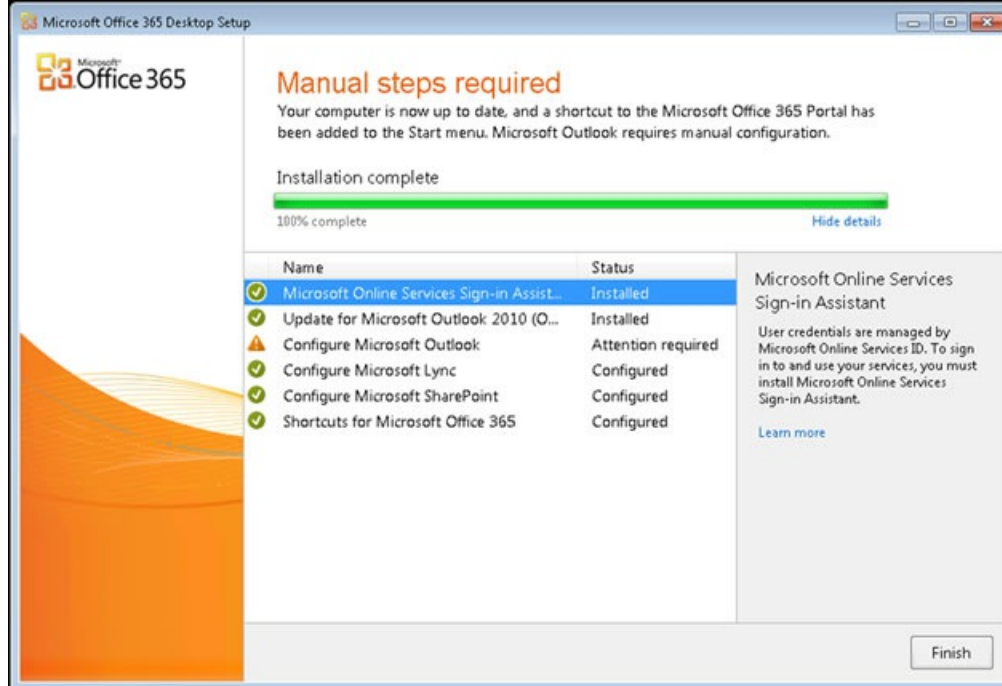 Microsoft Office 365 Desktop Setup
Microsoft®
Office 365
Manual steps required
Your computer is now up to date, and a shortcut to the Microsoft Office 365 Portal has
been added to the Start menu. Microsoft Outlook requires manual configuration.
Installation complete
100% complete
Hide details
Name Status
Microsoft Online Services Sign-in Assist... Installed
Update for Microsoft Outlook 2010 (O... Installed
Configure Microsoft Outlook Attention required
Configure Microsoft Lync Configured
Configure Microsoft SharePoint Configured
Shortcuts for Microsoft Office 365 Configured
Microsoft Online Services
Sign-in Assistant
User credentials are managed by
Microsoft Online Services ID. To sign
in to and use your services, you must
install Microsoft Online Services
Sign-in Assistant.
Learn more
Finish